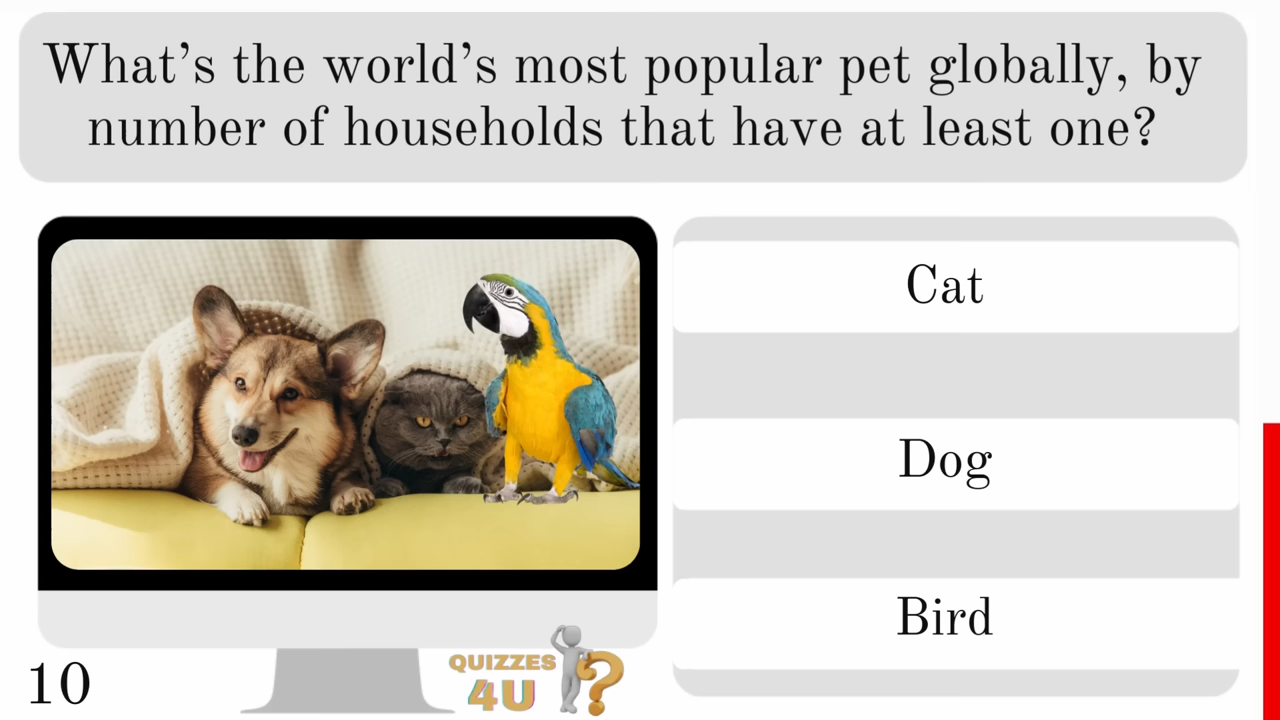 What’s the world’s most popular pet globally, by
number of households that have at least one?
Cat
Dog
Bird
10
QUIZZES
4U